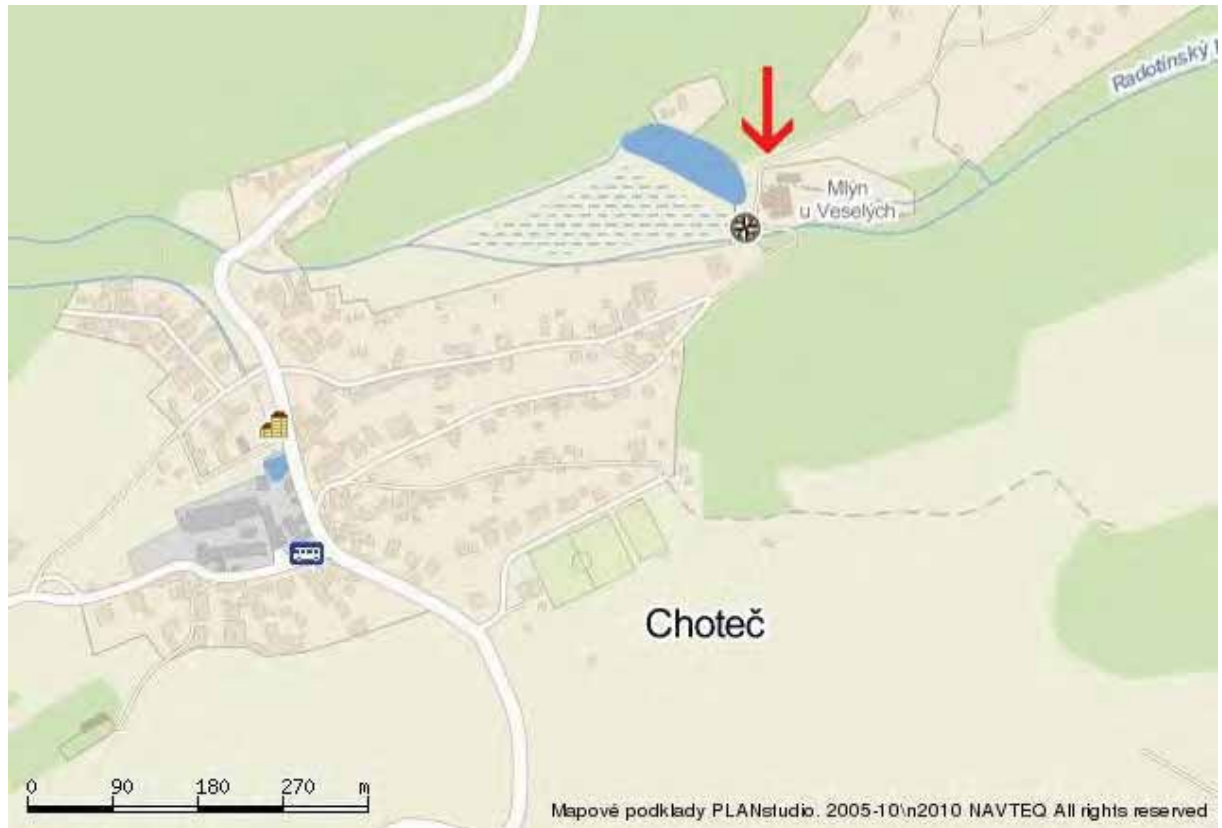 Radotínský
Mlýn
u Veselých
Choteč
0 90 180 270 m
Mapové podklady PLANstudio. 2005-10\n2010 NAVTEQ All rights reserved